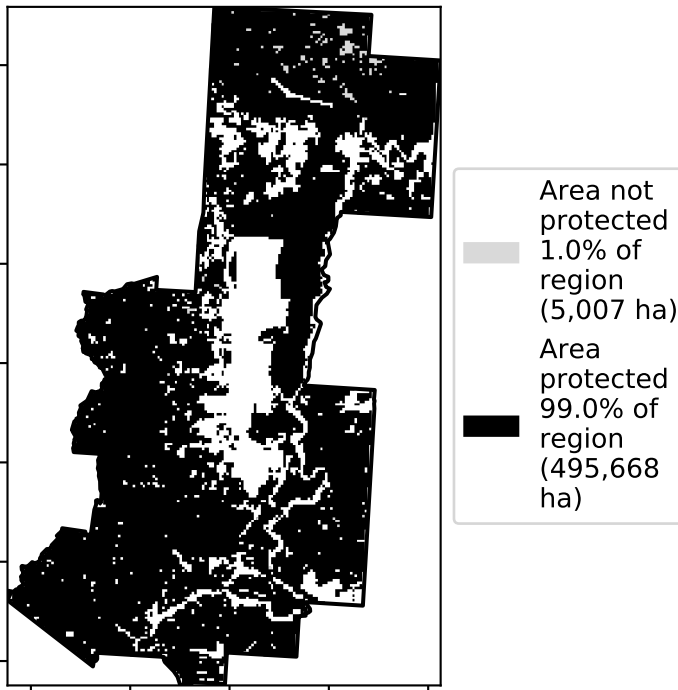 Area not
protected
1.0% of
region
(5,007 ha)
Area
protected
99.0% of
region
(495,668
ha)